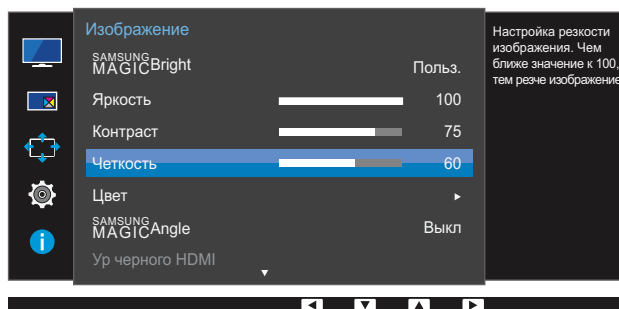 Изображение
SAMSUNG
MAGICBright Польз.
Яркость 100
Контраст 75
Четкость 60
Цвет
SAMSUNG
MAGICAngle Выкл
Ур черного HDMI
Настройка резкости
изображения. Чем
ближе значение к 100,
тем резче изображение